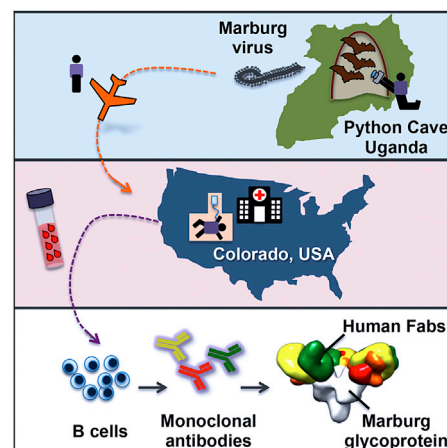 Marburg
virus
Python Cave
Uganda
Colorado, USA
Human Fabs
B cells
Monoclonal
antibodies
Marburg
glycoprotein